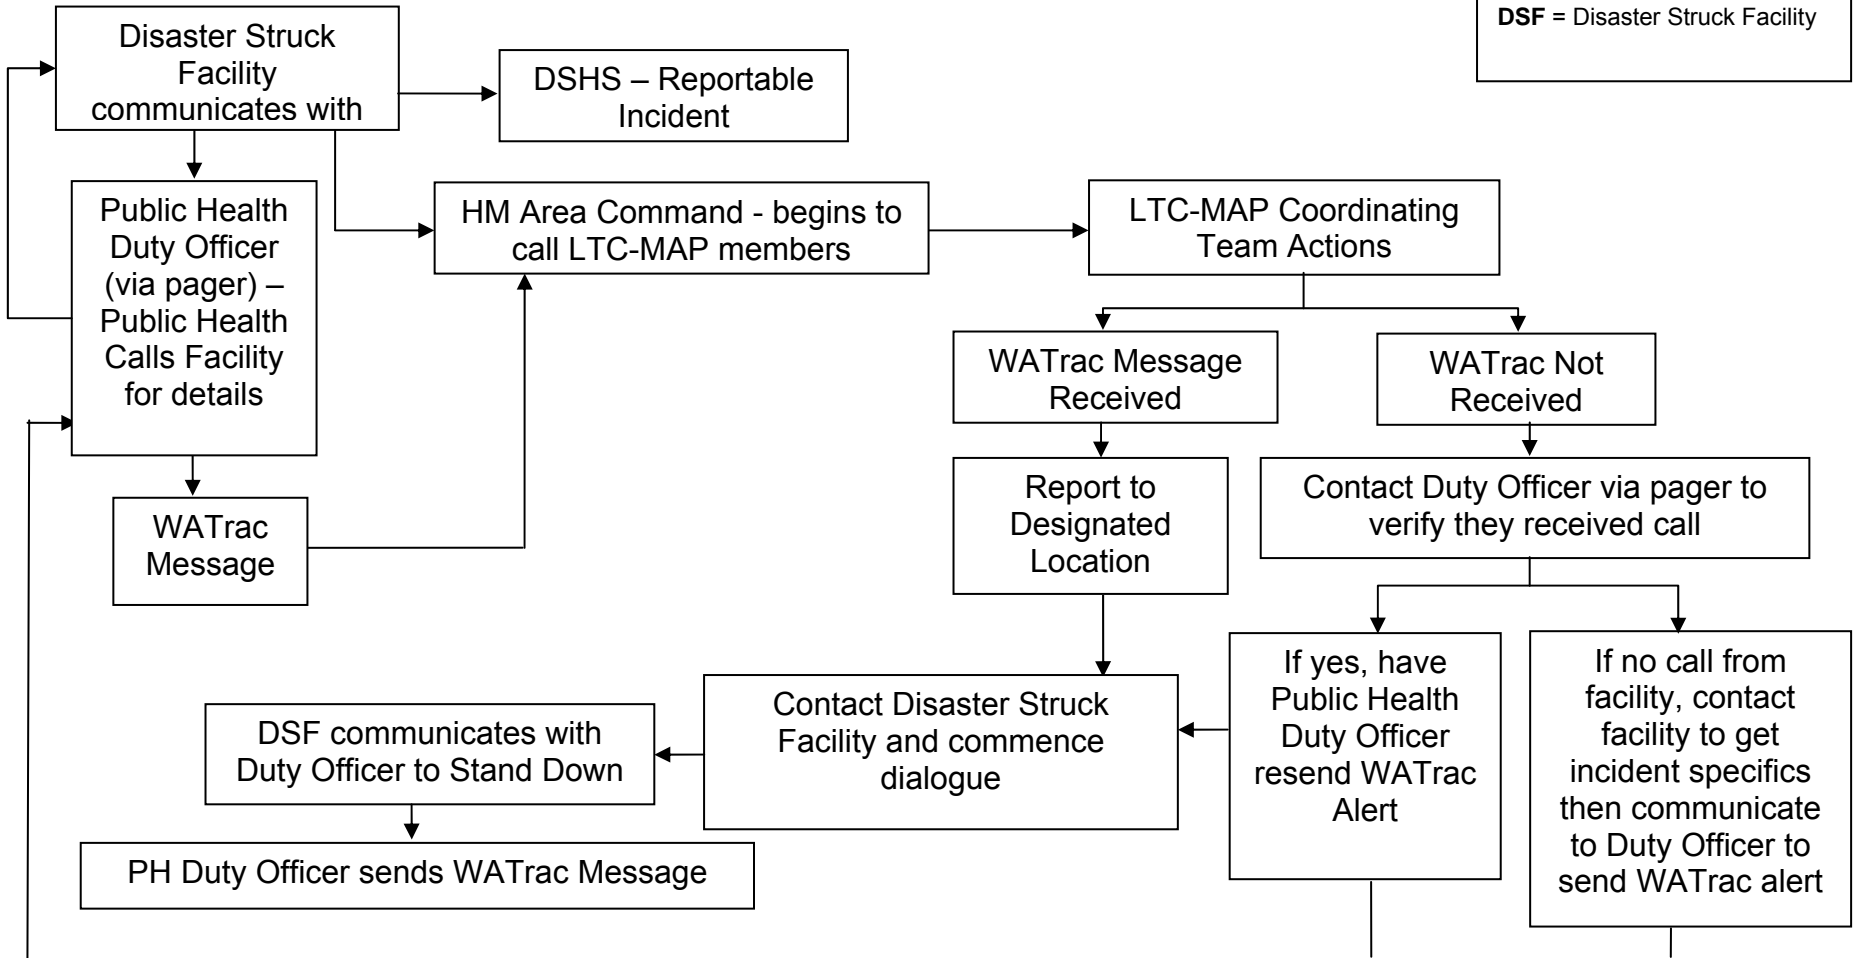 DSF = Disaster Struck Facility
Disaster Struck
Facility
communicates with
DSHS – Reportable
Incident
Public Health
Duty Officer
(via pager) –
Public Health
Calls Facility
for details
HM Area Command - begins to
call LTC-MAP members
LTC-MAP Coordinating
Team Actions
WATrac Message
Received
WATrac Not
Received
WATrac
Message
Report to
Designated
Location
Contact Duty Officer via pager to
verify they received call
If yes, have
Public Health
Duty Officer
resend WATrac
Alert
If no call from
facility, contact
facility to get
incident specifics
then communicate
to Duty Officer to
send WATrac alert
Contact Disaster Struck
Facility and commence
dialogue
DSF communicates with
Duty Officer to Stand Down
PH Duty Officer sends WATrac Message